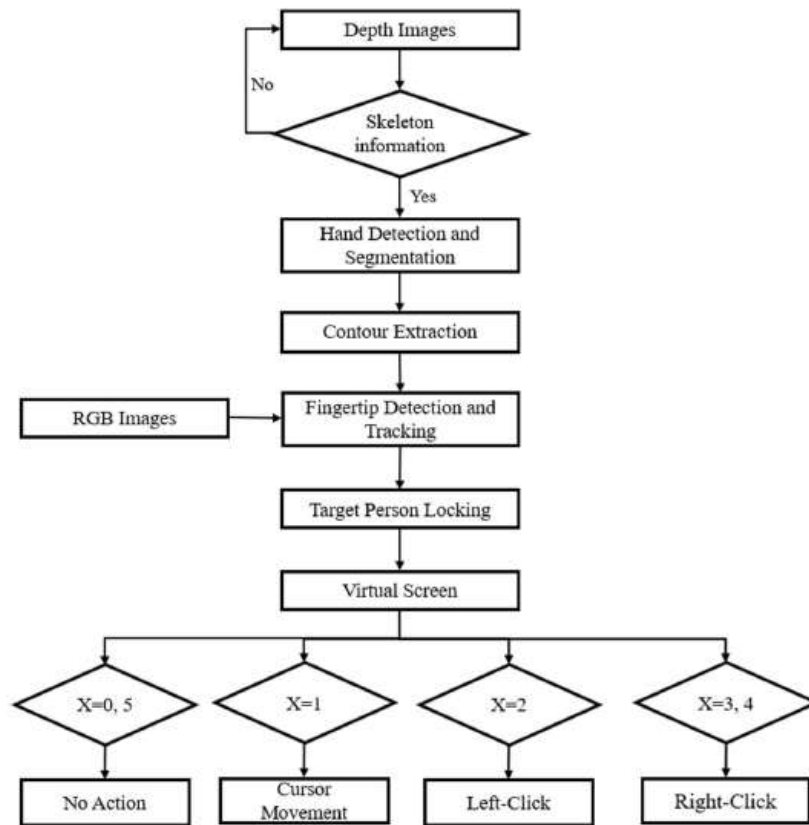 Depth Images
No
Skeleton
information
Yes
Hand Detection and
Segmentation
Contour Extraction
RGB Images
Fingertip Detection and
Tracking
Target Person Locking
Virtual Screen
X=0, 5
X=1
X=2
X=3, 4
No Action
Cursor
Movement
Left-Click
Right-Click